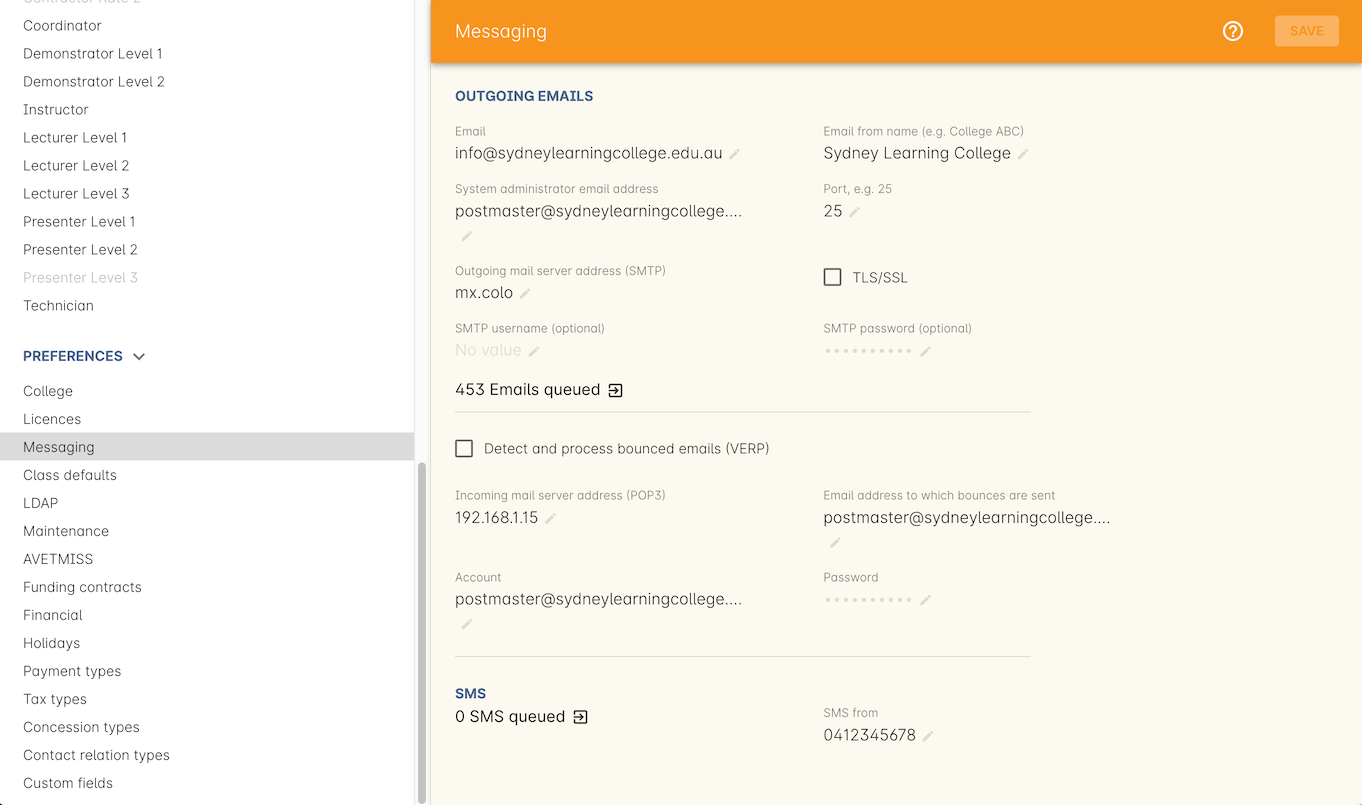 Contractor Rate 2
Coordinator
Demonstrator Level 1
Demonstrator Level 2
Instructor
Lecturer Level 1
Lecturer Level 2
Lecturer Level 3
Presenter Level 1
Presenter Level 2
Presenter Level 3
Technician
PREFERENCES
College
Licences
Messaging
Class defaults
LDAP
Maintenance
AVETMISS
Funding contracts
Financial
Holidays
Payment types
Tax types
Concession types
Contact relation types
Custom fields
Messaging
SAVE
OUTGOING EMAILS
Email
info@sydneylearningcollege.edu.au
Email from name (e.g. College ABC)
Sydney Learning College
System administrator email address
postmaster@sydneylearningcollege....
Port, e.g. 25
25
Outgoing mail server address (SMTP)
mx.colo
TLS/SSL
SMTP username (optional)
No value
SMTP password (optional)
••••••••••
453 Emails queued
Detect and process bounced emails (VERP)
Incoming mail server address (POP3)
192.168.1.15
Email address to which bounces are sent
postmaster@sydneylearningcollege....
Account
postmaster@sydneylearningcollege....
Password
••••••••••
SMS
0 SMS queued
SMS from
0412345678